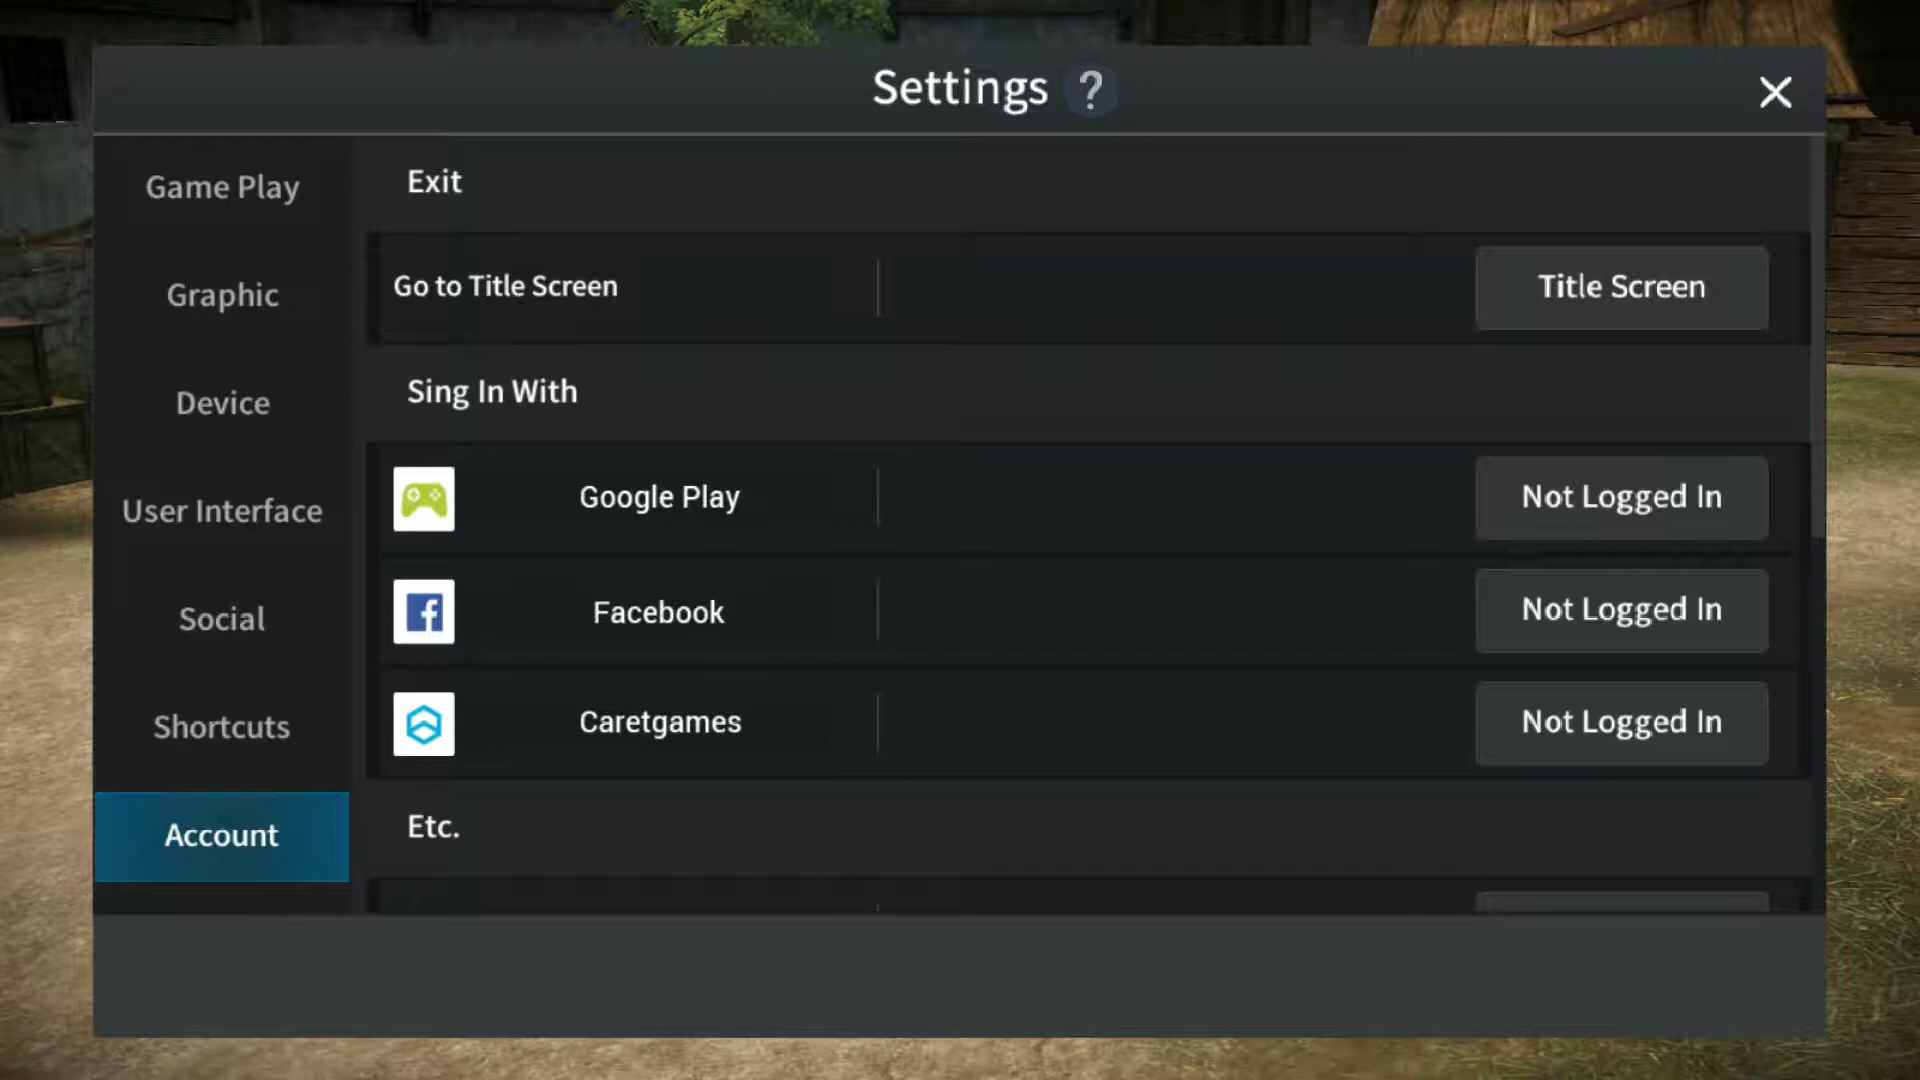 Settings ?
Game Play
Graphic
Device
User Interface
Social
Shortcuts
Account
Exit
Go to Title Screen
Title Screen
Sing In With
Google Play
Not Logged In
Facebook
Not Logged In
Caretgames
Not Logged In
Etc.